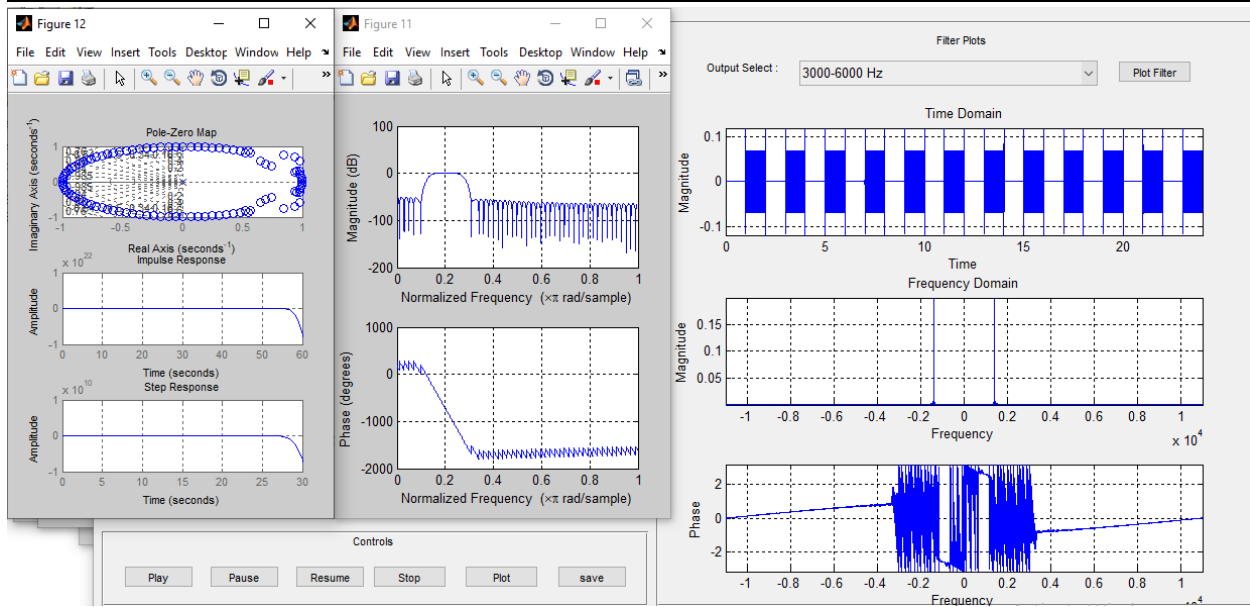 Figure 12
File Edit View Insert Tools Desktop Window Help
Pole-Zero Map
Imaginary Axis (seconds⁻¹)
1
0
-1
-1 -0.5 0 0.5 1
Real Axis (seconds⁻¹)
Impulse Response
x 10²²
Amplitude
1
0
-1
0 10 20 30 40 50 60
Time (seconds)
Step Response
x 10¹⁰
Amplitude
1
0
-1
0 5 10 15 20 25 30
Time (seconds)
Figure 11
File Edit View Insert Tools Desktop Window Help
Magnitude (dB)
100
0
-100
-200
0 0.2 0.4 0.6 0.8 1
Normalized Frequency (×π rad/sample)
Phase (degrees)
1000
0
-1000
-2000
0 0.2 0.4 0.6 0.8 1
Normalized Frequency (×π rad/sample)
Filter Plots
Output Select :
3000-6000 Hz
Plot Filter
Time Domain
Magnitude
0.1
0
-0.1
0 5 10 15 20
Time
Frequency Domain
Magnitude
0.15
0.1
0.05
-1 -0.8 -0.6 -0.4 -0.2 0 0.2 0.4 0.6 0.8 1
Frequency
x 10⁴
Phase
2
0
-2
-1 -0.8 -0.6 -0.4 -0.2 0 0.2 0.4 0.6 0.8 1
Frequency
Controls
Play Pause Resume Stop Plot save